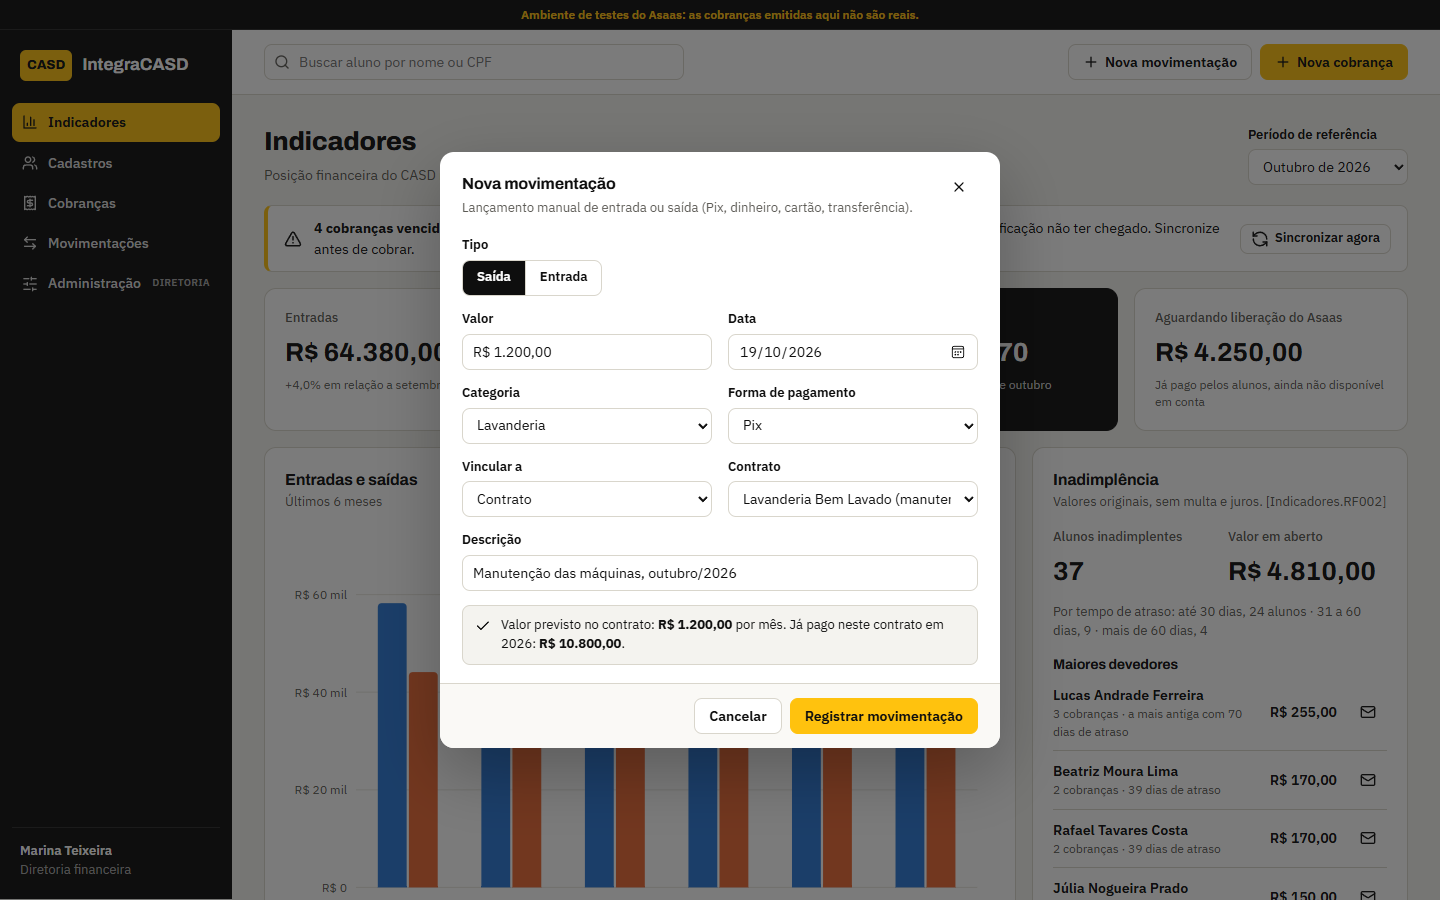 Ambiente de testes do Asaas: as cobranças emitidas aqui não são reais.
CASD IntegraCASD
Buscar aluno por nome ou CPF
Nova movimentação
Nova cobrança
Indicadores
Cadastros
Cobranças
Movimentações
Administração DIRETORIA
Marina Teixeira
Diretoria financeira
Indicadores
Posição financeira do CASD
Período de referência
Outubro de 2026
4 cobranças
ficação não ter chegado. Sincronize
antes de cobrar.
Sincronizar agora
Entradas
R$ 64.380,0
+4,0% em relação a
70
e outubro
Aguardando liberação do Asaas
R$ 4.250,00
Já pago pelos alunos, ainda não disponível
em conta
Nova movimentação
Lançamento manual de entrada ou saída (Pix, dinheiro, cartão, transferência).
Tipo
Saída
Entrada
Valor
Data
R$ 1.200,00
19/10/2026
Categoria
Forma de pagamento
Lavanderia
Pix
Vincular a
Contrato
Contrato
Lavanderia Bem Lavado (manuter
Descrição
Manutenção das máquinas, outubro/2026
Valor previsto no contrato: R$ 1.200,00 por mês. Já pago neste contrato em
2026: R$ 10.800,00.
Cancelar
Registrar movimentação
Entradas e saídas
Últimos 6 meses
R$ 60 mil
R$ 40 mil
R$ 20 mil
R$ 0
Inadimplência
Valores originais, sem multa e juros. [Indicadores.RF002]
Alunos inadimplentes
Valor em aberto
37
R$ 4.810,00
Por tempo de atraso: até 30 dias, 24 alunos · 31 a 60
dias, 9 · mais de 60 dias, 4
Maiores devedores
Lucas Andrade Ferreira
3 cobranças · a mais antiga com 70
dias de atraso
R$ 255,00
Beatriz Moura Lima
2 cobranças · 39 dias de atraso
R$ 170,00
Rafael Tavares Costa
2 cobranças · 39 dias de atraso
R$ 170,00
Júlia Nogueira Prado
R$ 150,00